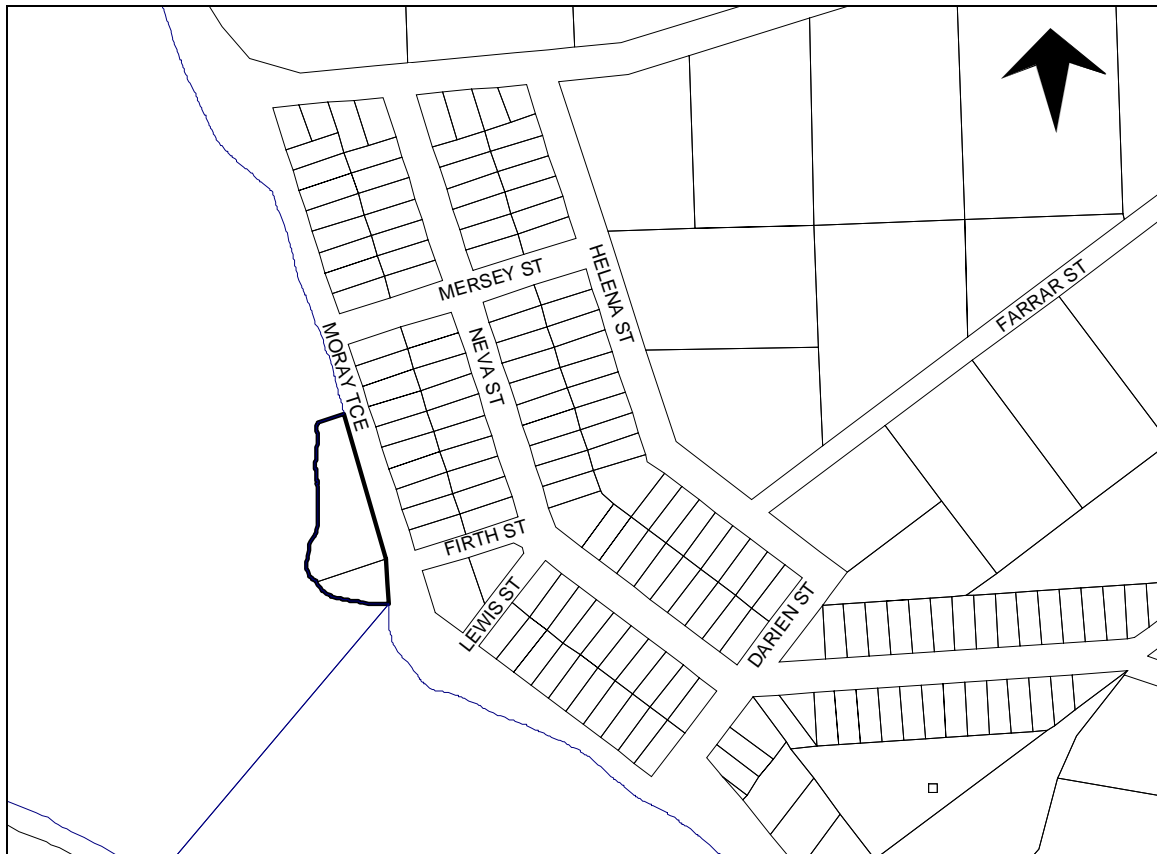 MERSEY ST
HELENA ST
FARRAR ST
MORAY TCE
NEVA ST
FIRTH ST
LEWIS ST
DARIEN ST